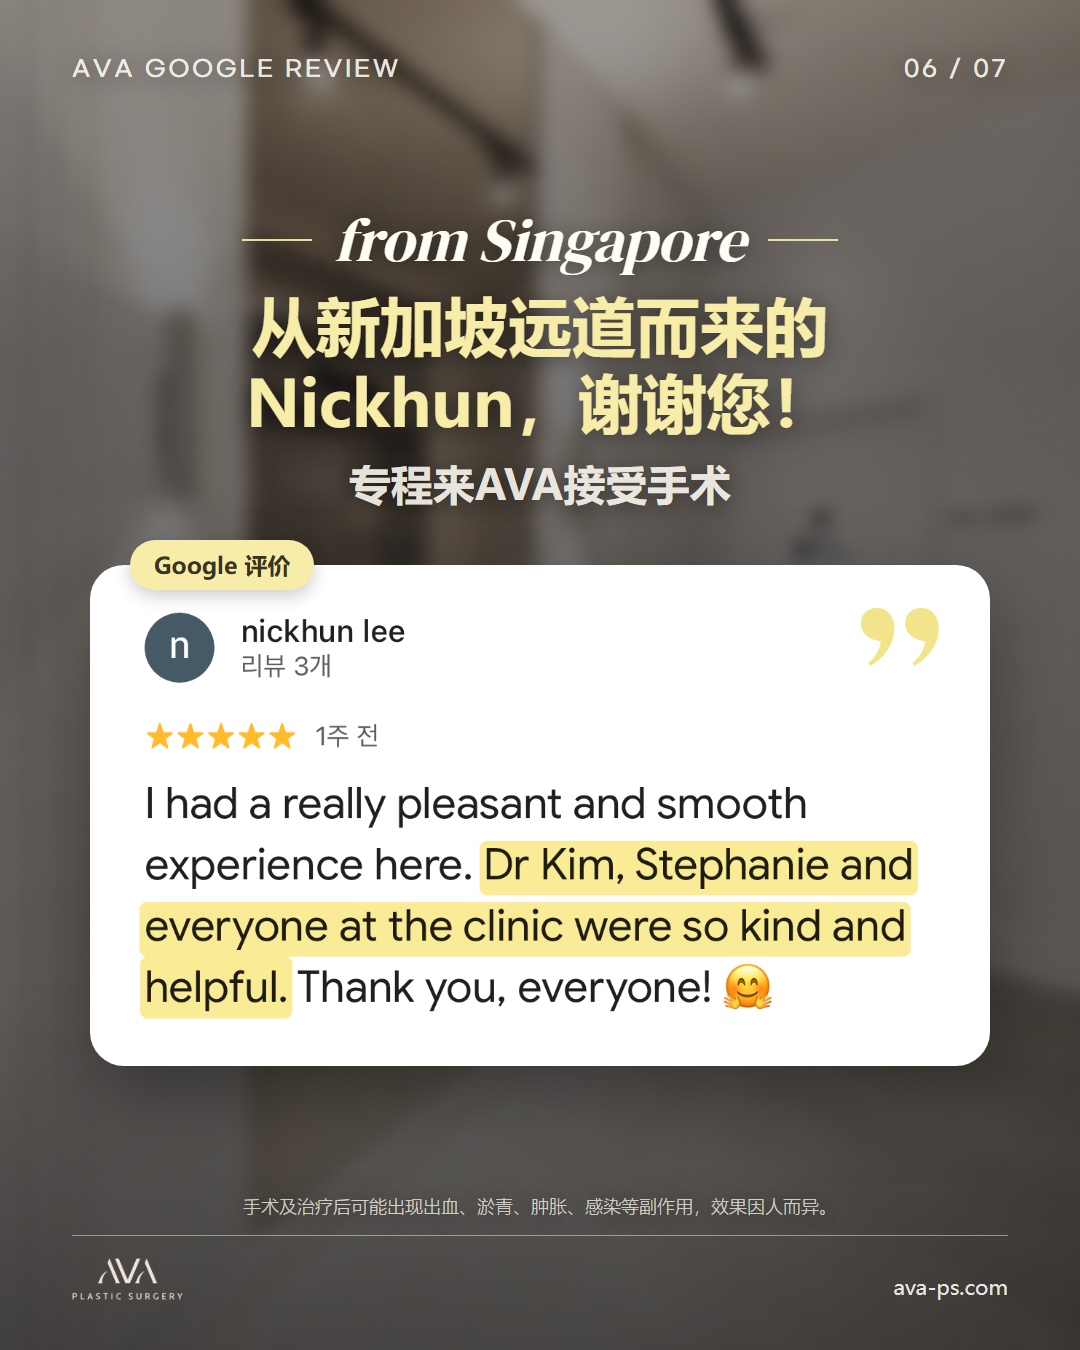 AVA GOOGLE REVIEW
06 / 07
from Singapore
从新加坡远道而来的
Nickhun，谢谢您！
专程来AVA接受手术
Google 评价
n
nickhun lee
리뷰 3개
1주 전
I had a really pleasant and smooth
experience here. Dr Kim, Stephanie and
everyone at the clinic were so kind and
helpful. Thank you, everyone! 🤗
手术及治疗后可能出现出血、淤青、肿胀、感染等副作用，效果因人而异。
AVA
PLASTIC SURGERY
ava-ps.com